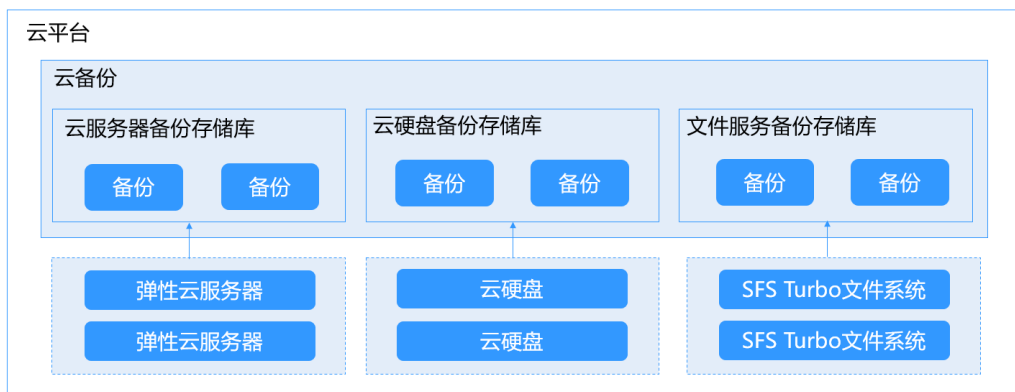 云平台
云备份
云服务器备份存储库
云硬盘备份存储库
文件服务备份存储库
备份
备份
备份
备份
备份
备份
弹性云服务器
云硬盘
SFS Turbo文件系统
弹性云服务器
云硬盘
SFS Turbo文件系统